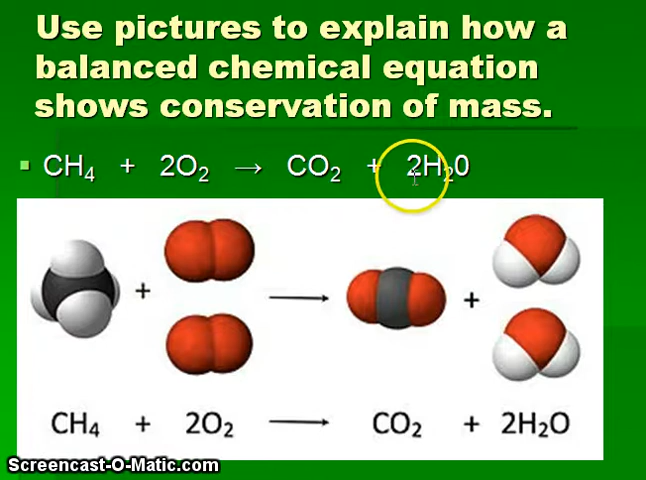 Use pictures to explain how a
balanced chemical equation
shows conservation of mass.
CH₄ + 2O₂ → CO₂ + 2H₂0
+ +
CH₄ + 2O₂ → CO₂ + 2H₂O
Screencast-O-Matic.com